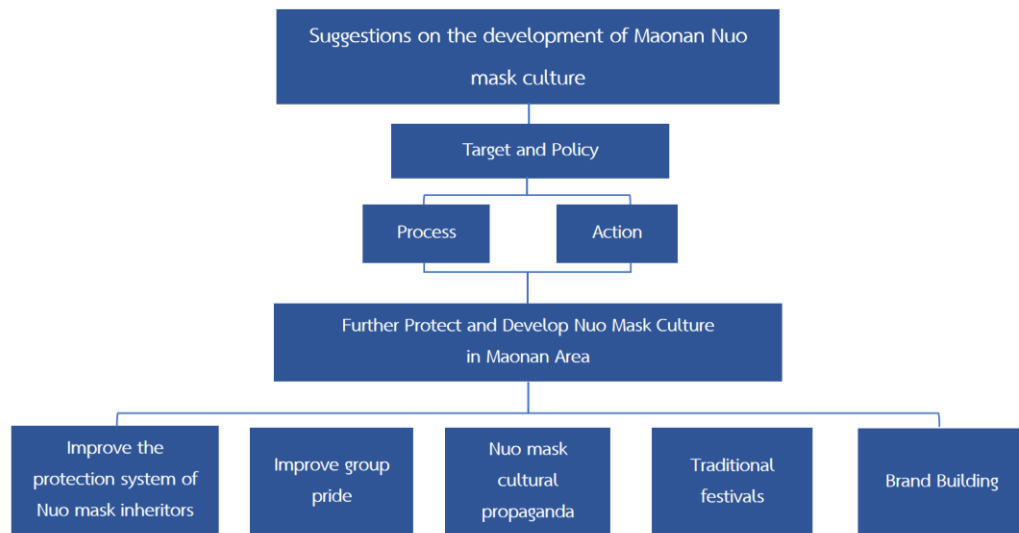 Suggestions on the development of Maonan Nuo
mask culture
Target and Policy
Process
Action
Further Protect and Develop Nuo Mask Culture
in Maonan Area
Improve the
protection system of
Nuo mask inheritors
Improve group
pride
Nuo mask
cultural
propaganda
Traditional
festivals
Brand Building